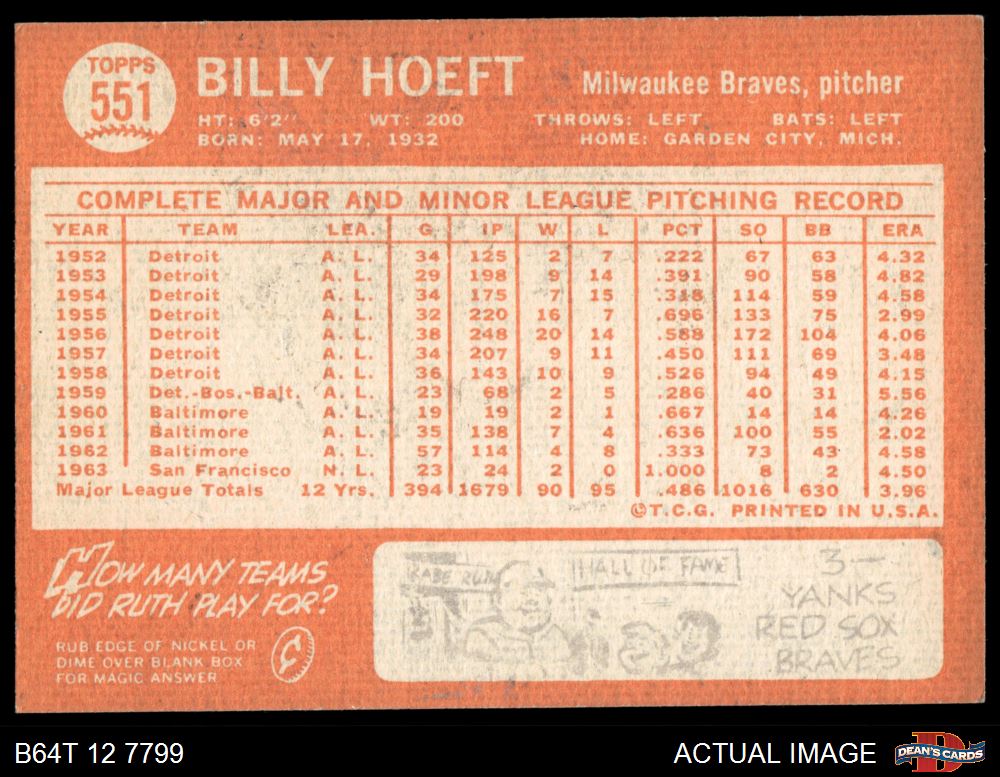 TOPPS
551
BILLY HOEFT
Milwaukee Braves, pitcher
HT: 6'2" WT: 200 THROWS: LEFT BATS: LEFT
BORN: MAY 17, 1932 HOME: GARDEN CITY, MICH.
COMPLETE MAJOR AND MINOR LEAGUE PITCHING RECORD
YEAR TEAM LEA. G IP W L PCT SO BB ERA
1952 Detroit A. L. 34 125 2 7 .222 67 63 4.32
1953 Detroit A. L. 29 198 9 14 .391 90 58 4.82
1954 Detroit A. L. 34 175 7 15 .318 114 59 4.58
1955 Detroit A. L. 32 220 16 7 .696 133 75 2.99
1956 Detroit A. L. 38 248 20 14 .588 172 104 4.06
1957 Detroit A. L. 34 207 9 11 .450 111 69 3.48
1958 Detroit A. L. 36 143 10 9 .526 94 49 4.15
1959 Det.-Bos.-Balt. A. L. 23 68 2 5 .286 40 31 5.56
1960 Baltimore A. L. 19 19 2 1 .667 14 14 4.26
1961 Baltimore A. L. 35 138 7 4 .636 100 55 2.02
1962 Baltimore A. L. 57 114 4 8 .333 73 43 4.58
1963 San Francisco N. L. 23 24 2 0 1.000 8 2 4.50
Major League Totals 12 Yrs. 394 1679 90 95 .486 1016 630 3.96
©T.C.G. PRINTED IN U.S.A.
HOW MANY TEAMS
DID RUTH PLAY FOR?
RUB EDGE OF NICKEL OR
DIME OVER BLANK BOX
FOR MAGIC ANSWER
¢
BABE RUTH
HALL OF FAME
3—
YANKS
RED SOX
BRAVES
B64T 12 7799
ACTUAL IMAGE
D
DEAN'S CARDS